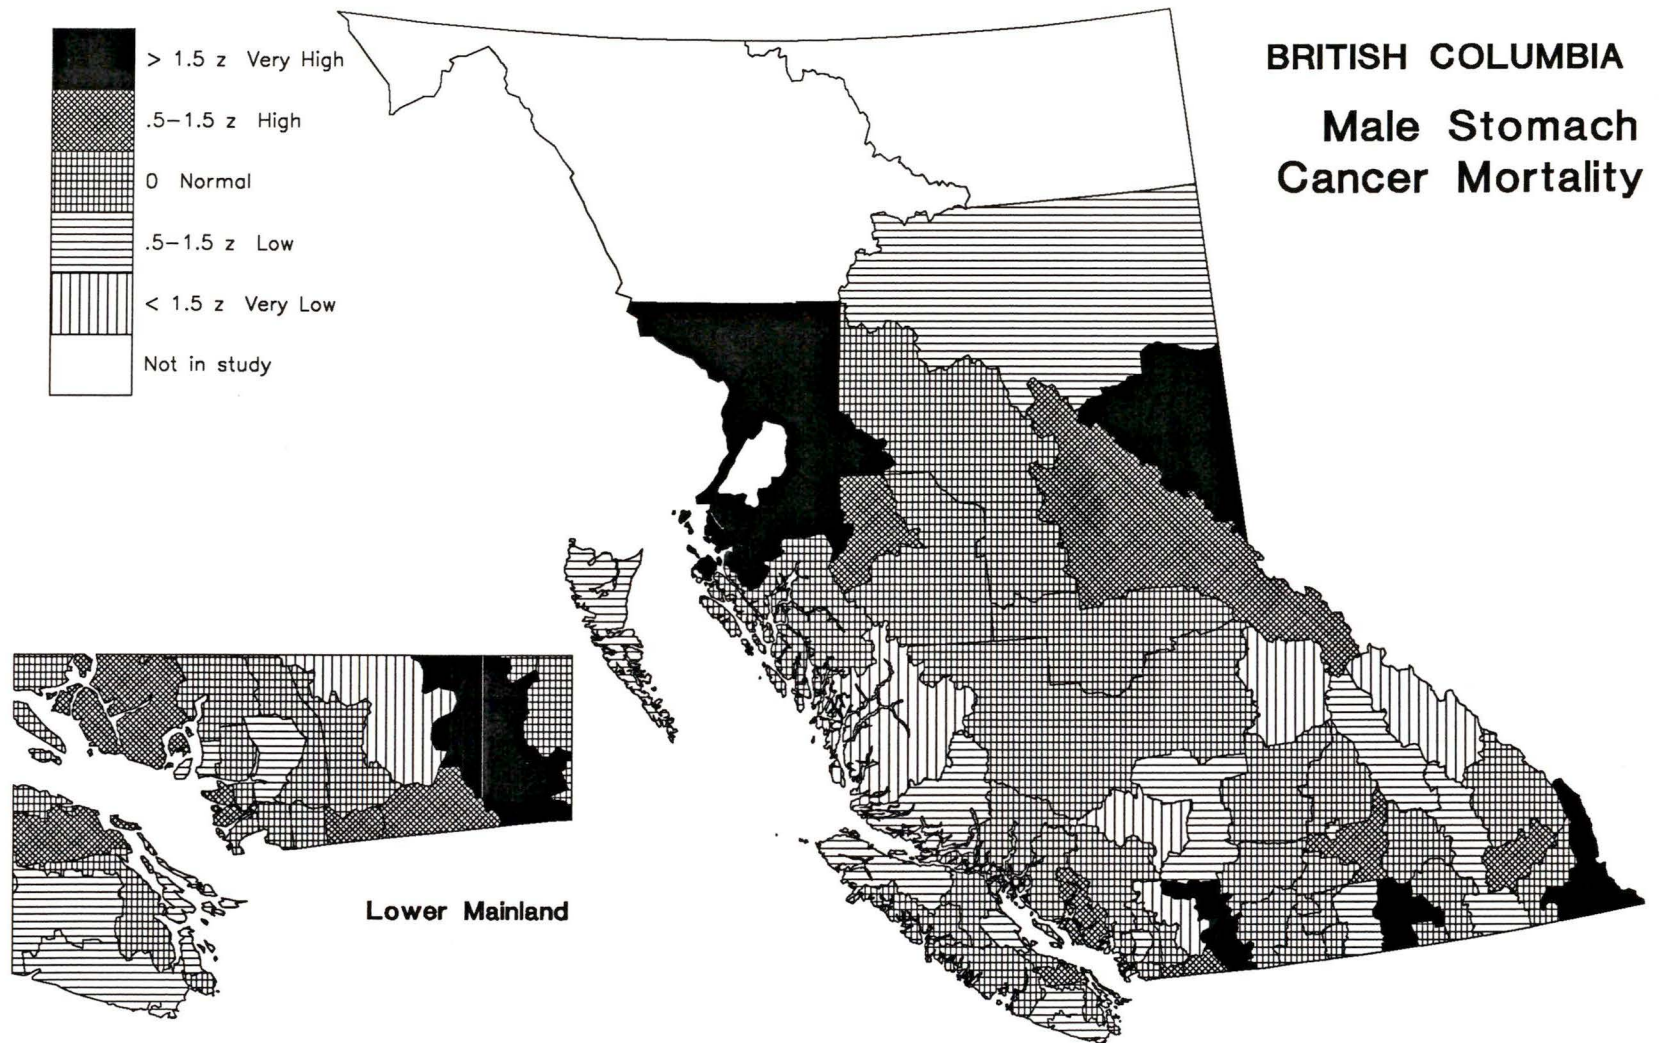 > 1.5 z Very High
.5-1.5 z High
0 Normal
.5-1.5 z Low
< 1.5 z Very Low
Not in study
BRITISH COLUMBIA
Male Stomach
Cancer Mortality
Lower Mainland